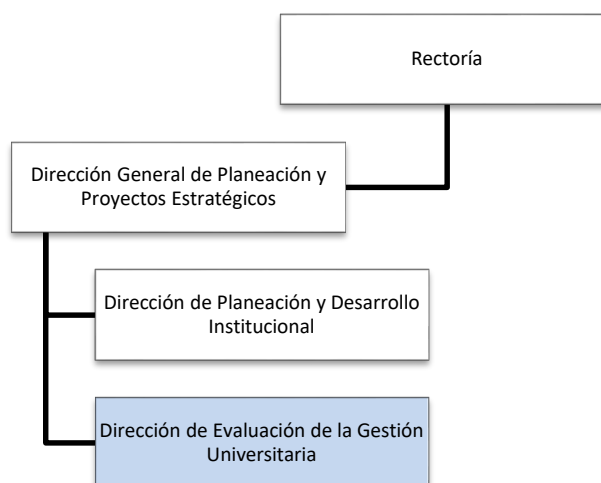 Rectoría
Dirección General de Planeación y
Proyectos Estratégicos
Dirección de Planeación y Desarrollo
Institucional
Dirección de Evaluación de la Gestión
Universitaria